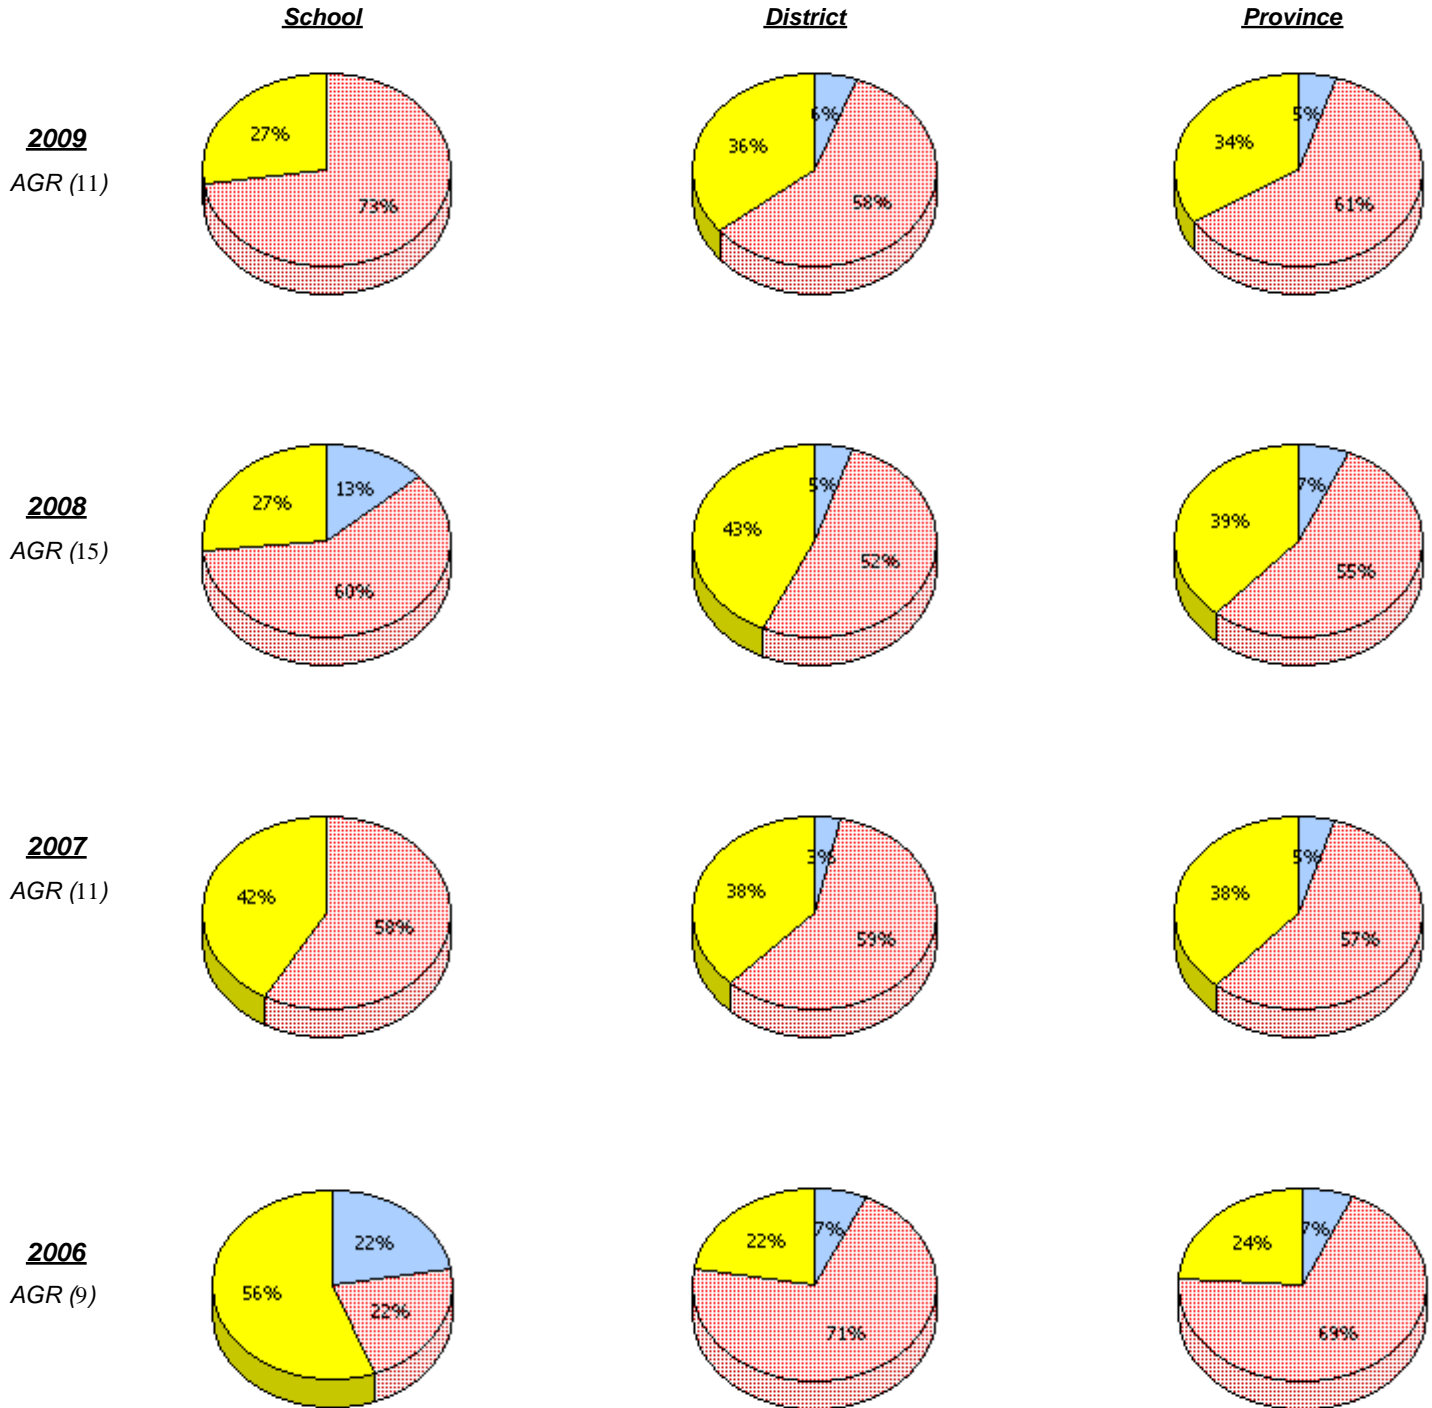 School District Province
2009
AGR (11)
27% 73%
36% 6% 58%
34% 5% 61%
2008
AGR (15)
27% 13% 60%
43% 5% 52%
39% 7% 55%
2007
AGR (11)
42% 58%
38% 3% 59%
38% 5% 57%
2006
AGR (9)
56% 22% 22%
22% 7% 71%
24% 7% 69%